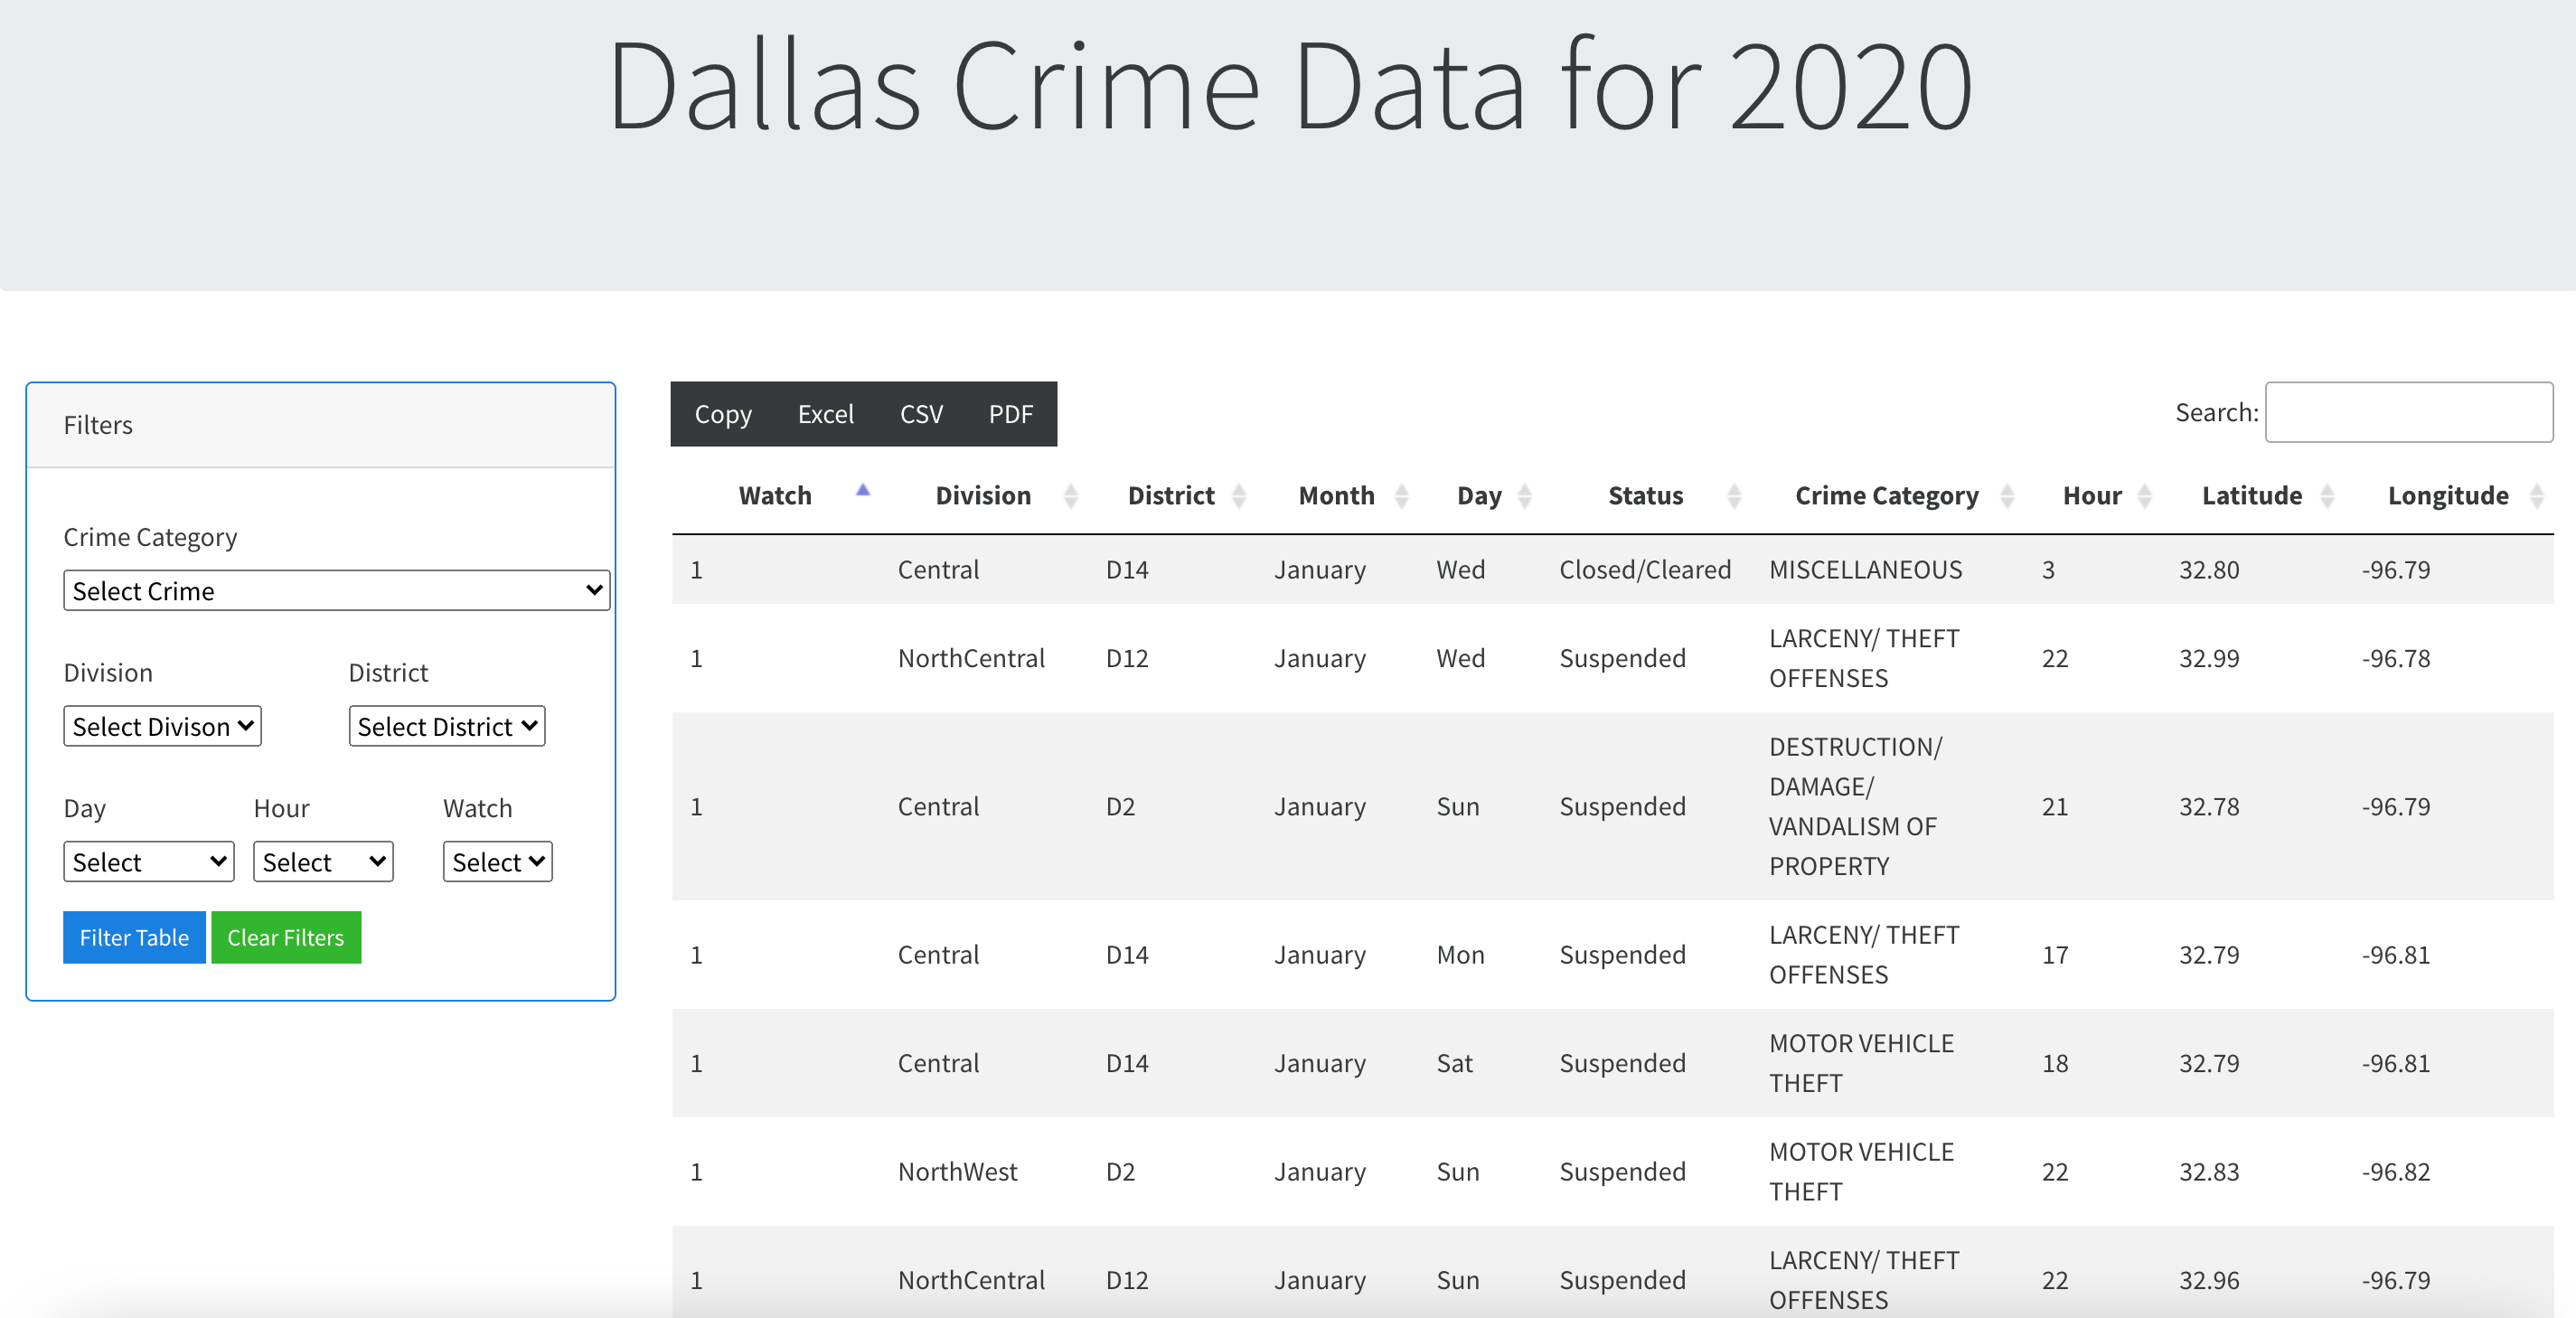 Dallas Crime Data for 2020
Filters
Crime Category
Select Crime
Division District
Select Divison Select District
Day Hour Watch
Select Select Select
Filter Table Clear Filters
Copy Excel CSV PDF
Search:
Watch Division District Month Day Status Crime Category Hour Latitude Longitude
1 Central D14 January Wed Closed/Cleared MISCELLANEOUS 3 32.80 -96.79
1 NorthCentral D12 January Wed Suspended LARCENY/ THEFT
OFFENSES 22 32.99 -96.78
1 Central D2 January Sun Suspended DESTRUCTION/
DAMAGE/
VANDALISM OF
PROPERTY 21 32.78 -96.79
1 Central D14 January Mon Suspended LARCENY/ THEFT
OFFENSES 17 32.79 -96.81
1 Central D14 January Sat Suspended MOTOR VEHICLE
THEFT 18 32.79 -96.81
1 NorthWest D2 January Sun Suspended MOTOR VEHICLE
THEFT 22 32.83 -96.82
1 NorthCentral D12 January Sun Suspended LARCENY/ THEFT
OFFENSES 22 32.96 -96.79